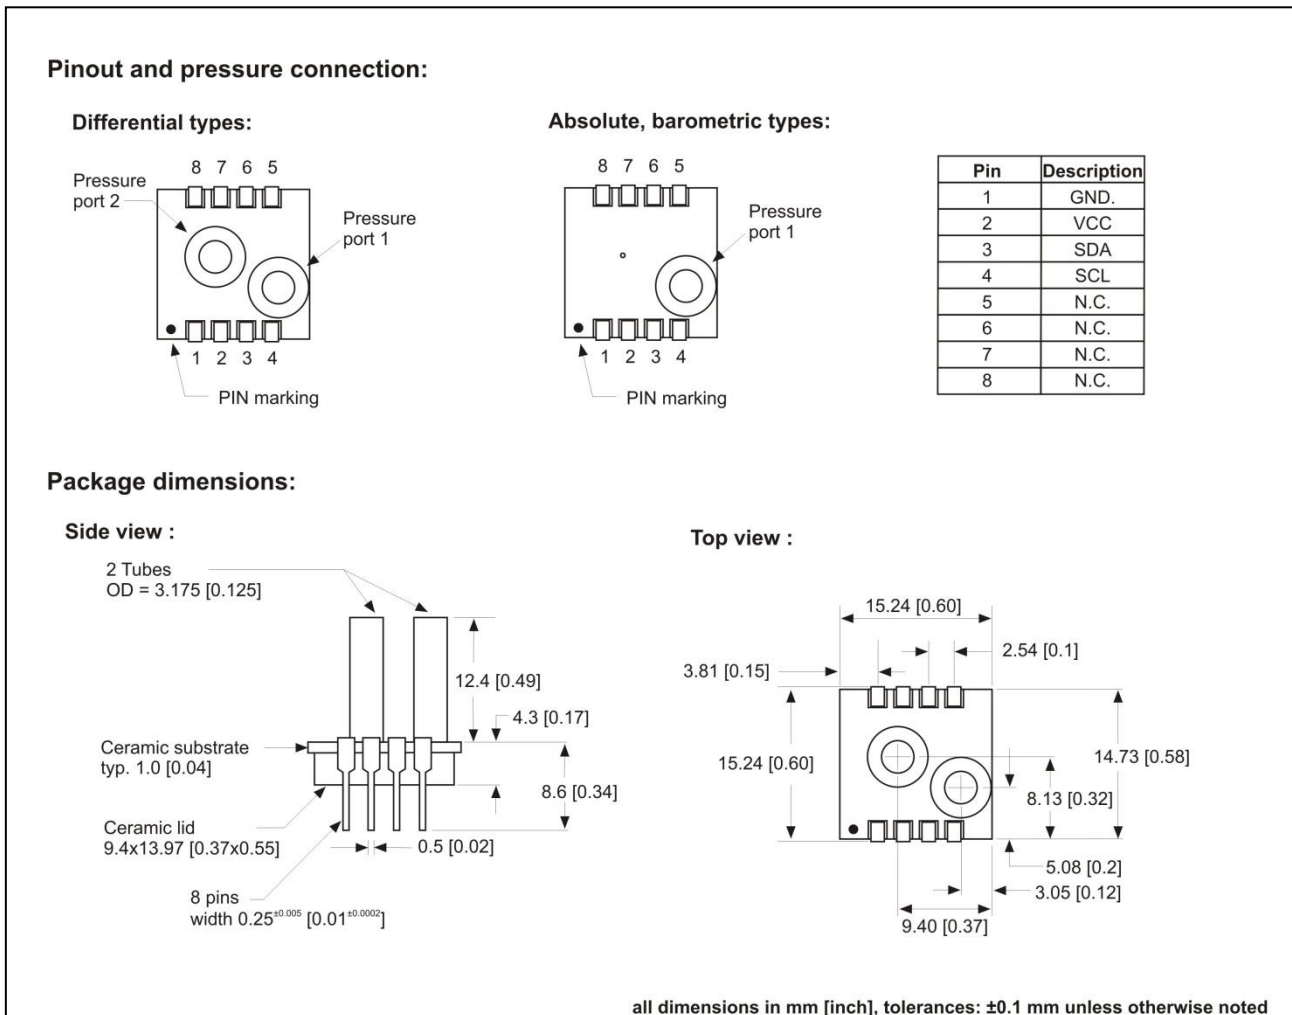 Pinout and pressure connection:
Differential types:
8 7 6 5
Pressure
port 2
Pressure
port 1
1 2 3 4
PIN marking
Absolute, barometric types:
8 7 6 5
Pressure
port 1
1 2 3 4
PIN marking
Pin Description
1 GND.
2 VCC
3 SDA
4 SCL
5 N.C.
6 N.C.
7 N.C.
8 N.C.
Package dimensions:
Side view :
2 Tubes
OD = 3.175 [0.125]
12.4 [0.49]
4.3 [0.17]
Ceramic substrate
typ. 1.0 [0.04]
8.6 [0.34]
Ceramic lid
9.4x13.97 [0.37x0.55]
0.5 [0.02]
8 pins
width 0.25±0.005 [0.01±0.0002]
Top view :
15.24 [0.60]
2.54 [0.1]
3.81 [0.15]
15.24 [0.60]
14.73 [0.58]
8.13 [0.32]
5.08 [0.2]
3.05 [0.12]
9.40 [0.37]
all dimensions in mm [inch], tolerances: ±0.1 mm unless otherwise noted